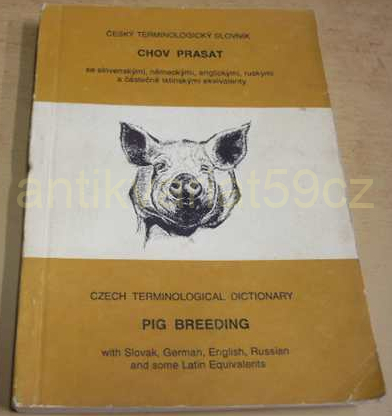 ČESKÝ TERMINOLOGICKÝ SLOVNÍK
CHOV PRASAT
se slovenskými, německými, anglickými, ruskými
a částečně latinskými ekvivalenty
antikvariat59cz
CZECH TERMINOLOGICAL DICTIONARY
PIG BREEDING
with Slovak, German, English, Russian
and some Latin Equivalents